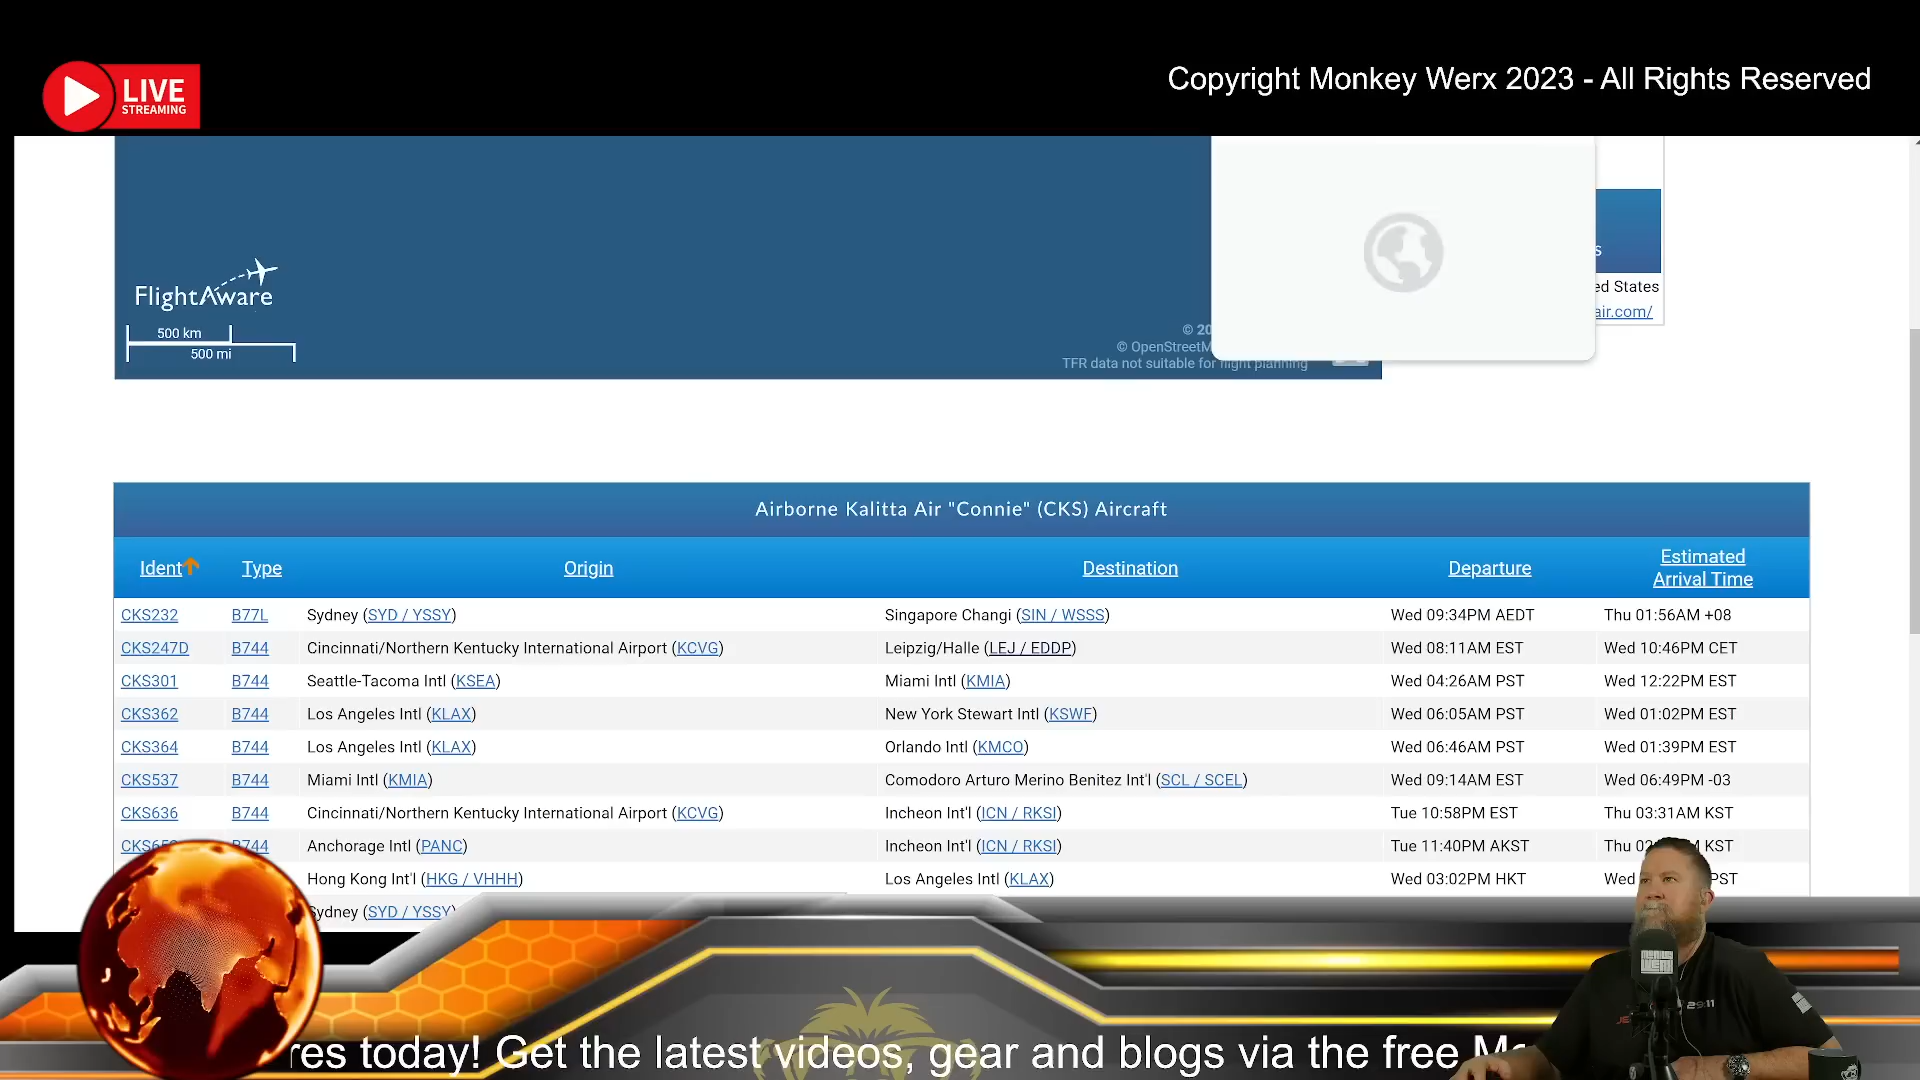 LIVE
STREAMING
Copyright Monkey Werx 2023 - All Rights Reserved
FlightAware
500 km
500 mi
© 20
© OpenStreetM
TFR data not suitable for flight planning
s
ed States
air.com/
Airborne Kalitta Air "Connie" (CKS) Aircraft
Ident Type Origin Destination Departure Estimated Arrival Time
CKS232 B77L Sydney (SYD / YSSY) Singapore Changi (SIN / WSSS) Wed 09:34PM AEDT Thu 01:56AM +08
CKS247D B744 Cincinnati/Northern Kentucky International Airport (KCVG) Leipzig/Halle (LEJ / EDDP) Wed 08:11AM EST Wed 10:46PM CET
CKS301 B744 Seattle-Tacoma Intl (KSEA) Miami Intl (KMIA) Wed 04:26AM PST Wed 12:22PM EST
CKS362 B744 Los Angeles Intl (KLAX) New York Stewart Intl (KSWF) Wed 06:05AM PST Wed 01:02PM EST
CKS364 B744 Los Angeles Intl (KLAX) Orlando Intl (KMCO) Wed 06:46AM PST Wed 01:39PM EST
CKS537 B744 Miami Intl (KMIA) Comodoro Arturo Merino Benitez Int'l (SCL / SCEL) Wed 09:14AM EST Wed 06:49PM -03
CKS636 B744 Cincinnati/Northern Kentucky International Airport (KCVG) Incheon Int'l (ICN / RKSI) Tue 10:58PM EST Thu 03:31AM KST
B744 Anchorage Intl (PANC) Incheon Int'l (ICN / RKSI) Tue 11:40PM AKST Thu KST
Hong Kong Int'l (HKG / VHHH) Los Angeles Intl (KLAX) Wed 03:02PM HKT Wed PST
Sydney (SYD / YSSY)
29:11
res today! Get the latest videos, gear and blogs via the free